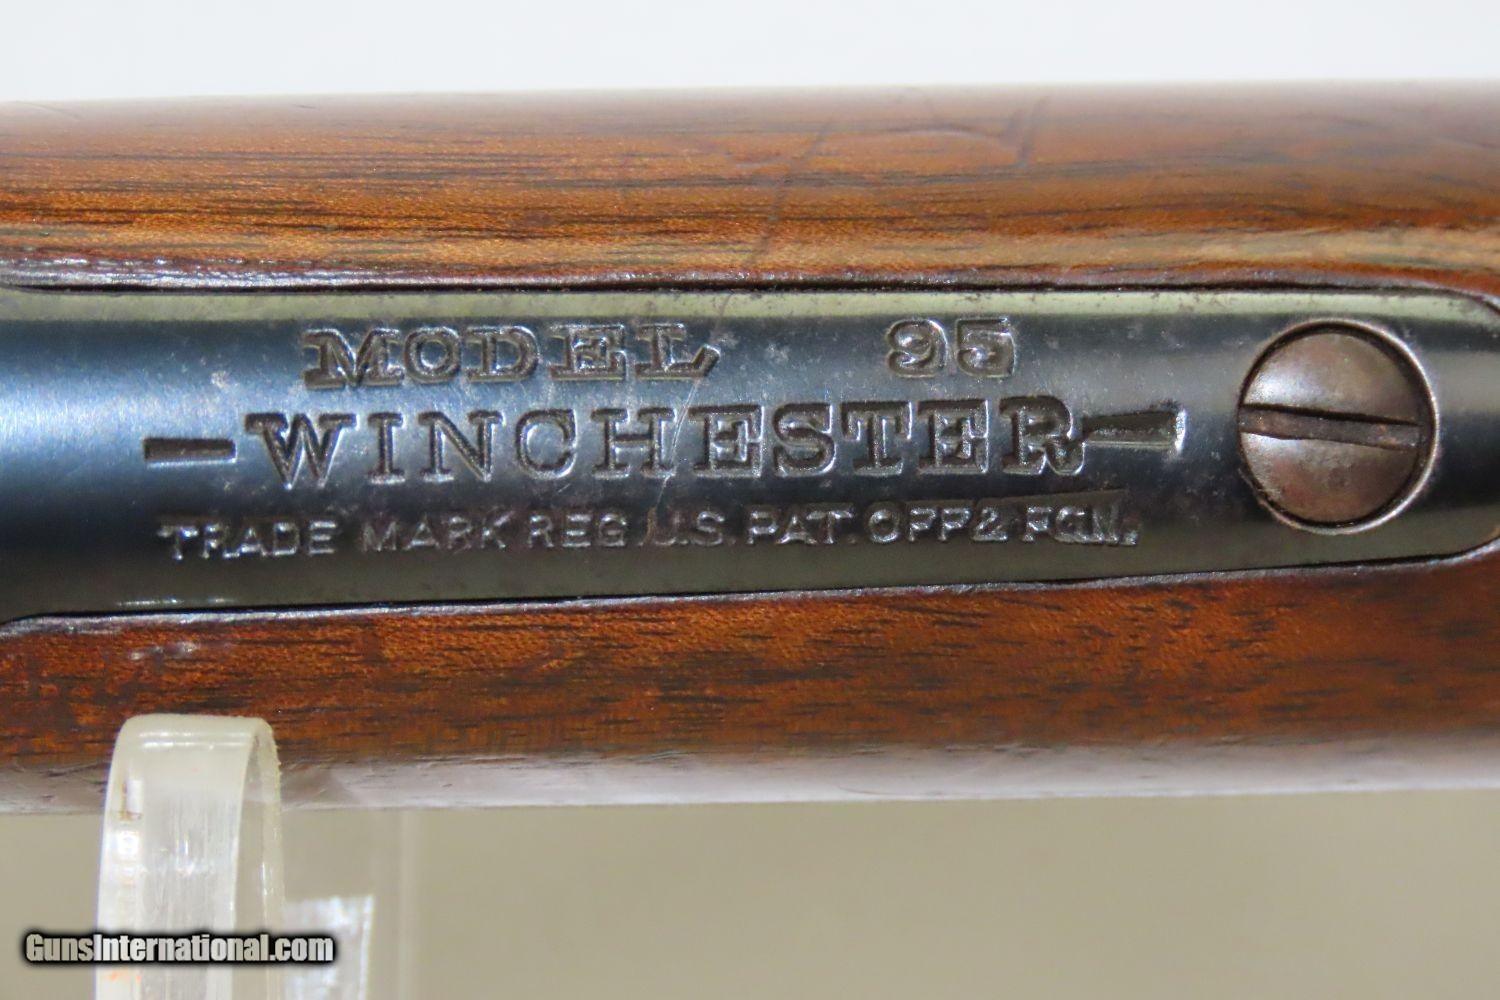 MODEL 95
-WINCHESTER-
TRADE MARK REG. U.S. PAT. OFF. & FGN.
GunsInternational.com